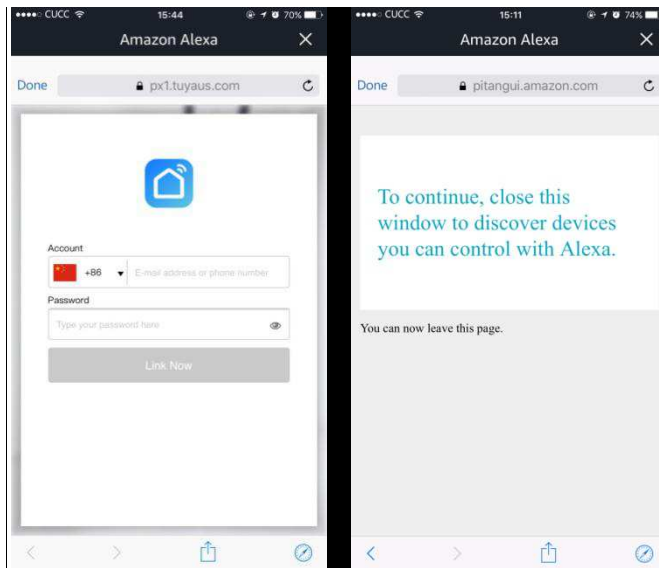 CUCC 15:44 70%
Amazon Alexa
Done px1.tuyaus.com
Account
+86 E-mail address or phone number
Password
Type your password here
Link Now
CUCC 15:11 74%
Amazon Alexa
Done pitangui.amazon.com
To continue, close this
window to discover devices
you can control with Alexa.
You can now leave this page.